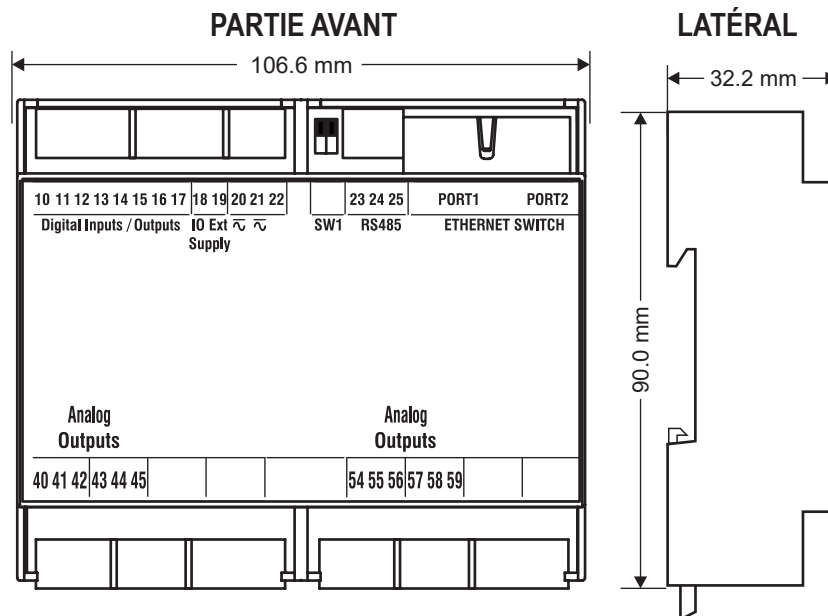 PARTIE AVANT
LATÉRAL
106.6 mm
32.2 mm
10 11 12 13 14 15 16 17 18 19 20 21 22 23 24 25 PORT1 PORT2
Digital Inputs / Outputs IO Ext SW1 RS485 ETHERNET SWITCH
Supply
90.0 mm
Analog Analog
Outputs Outputs
40 41 42 43 44 45 54 55 56 57 58 59